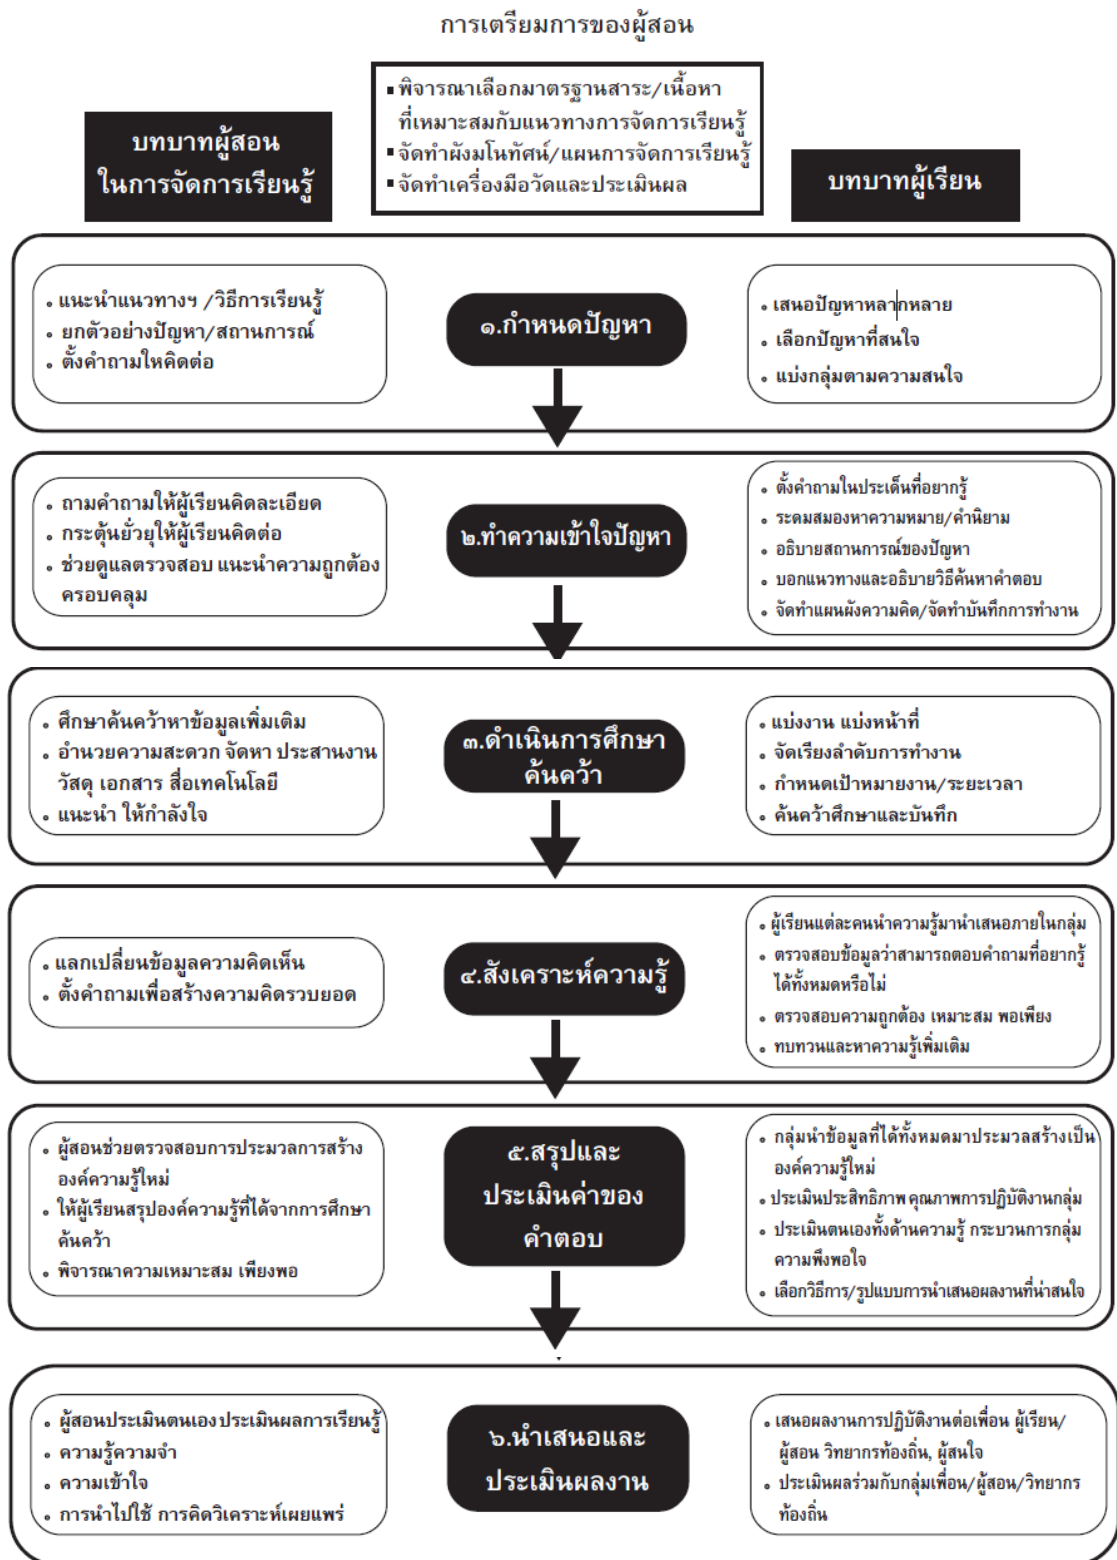 การเตรียมการของผู้สอน
▪ พิจารณาเลือกมาตรฐานสาระ/เนื้อหา
ที่เหมาะสมกับแนวทางการจัดการเรียนรู้
▪ จัดทำผังมโนทัศน์/แผนการจัดการเรียนรู้
▪ จัดทำเครื่องมือวัดและประเมินผล
บทบาทผู้สอน
ในการจัดการเรียนรู้
บทบาทผู้เรียน
• แนะนำแนวทางฯ /วิธีการเรียนรู้
• ยกตัวอย่างปัญหา/สถานการณ์
• ตั้งคำถามใหคิดต่อ
๑.กำหนดปัญหา
• เสนอปัญหาหลากหลาย
• เลือกปัญหาที่สนใจ
• แบ่งกลุ่มตามความสนใจ
• ถามคำถามให้ผู้เรียนคิดละเอียด
• กระตุ้นยั่วยุให้ผู้เรียนคิดต่อ
• ช่วยดูแลตรวจสอบ แนะนำความถูกต้อง
ครอบคลุม
๒.ทำความเข้าใจปัญหา
• ตั้งคำถามในประเด็นที่อยากรู้
• ระดมสมองหาความหมาย/คำนิยาม
• อธิบายสถานการณ์ของปัญหา
• บอกแนวทางและอธิบายวิธีค้นหาคำตอบ
• จัดทำแผนผังความคิด/จัดทำบันทึกการทำงาน
• ศึกษาค้นคว้าหาข้อมูลเพิ่มเติม
• อำนวยความสะดวก จัดหา ประสานงาน
วัสดุ เอกสาร สื่อเทคโนโลยี
• แนะนำ ให้กำลังใจ
๓.ดำเนินการศึกษา
ค้นคว้า
• แบ่งงาน แบ่งหน้าที่
• จัดเรียงลำดับการทำงาน
• กำหนดเป้าหมายงาน/ระยะเวลา
• ค้นคว้าศึกษาและบันทึก
• แลกเปลี่ยนข้อมูลความคิดเห็น
• ตั้งคำถามเพื่อสร้างความคิดรวบยอด
๔.สังเคราะห์ความรู้
• ผู้เรียนแต่ละคนนำความรู้มานำเสนอภายในกลุ่ม
• ตรวจสอบข้อมูลว่าสามารถตอบคำถามที่อยากรู้
ได้ทั้งหมดหรือไม่
• ตรวจสอบความถูกต้อง เหมาะสม พอเพียง
• ทบทวนและหาความรู้เพิ่มเติม
• ผู้สอนช่วยตรวจสอบการประมวลการสร้าง
องค์ความรู้ใหม่
• ให้ผู้เรียนสรุปองค์ความรู้ที่ได้จากการศึกษา
ค้นคว้า
• พิจารณาความเหมาะสม เพียงพอ
๕.สรุปและ
ประเมินค่าของ
คำตอบ
• กลุ่มนำข้อมูลที่ได้ทั้งหมดมาประมวลสร้างเป็น
องค์ความรู้ใหม่
• ประเมินประสิทธิภาพ คุณภาพการปฏิบัติงานกลุ่ม
• ประเมินตนเองทั้งด้านความรู้ กระบวนการกลุ่ม
ความพึงพอใจ
• เลือกวิธีการ/รูปแบบการนำเสนอผลงานที่น่าสนใจ
• ผู้สอนประเมินตนเอง ประเมินผลการเรียนรู้
• ความรู้ความจำ
• ความเข้าใจ
• การนำไปใช้ การคิดวิเคราะห์เผยแพร่
๖.นำเสนอและ
ประเมินผลงาน
• เสนอผลงานการปฏิบัติงานต่อเพื่อน ผู้เรียน/
ผู้สอน วิทยากรท้องถิ่น, ผู้สนใจ
• ประเมินผลร่วมกับกลุ่มเพื่อน/ผู้สอน/วิทยากร
ท้องถิ่น